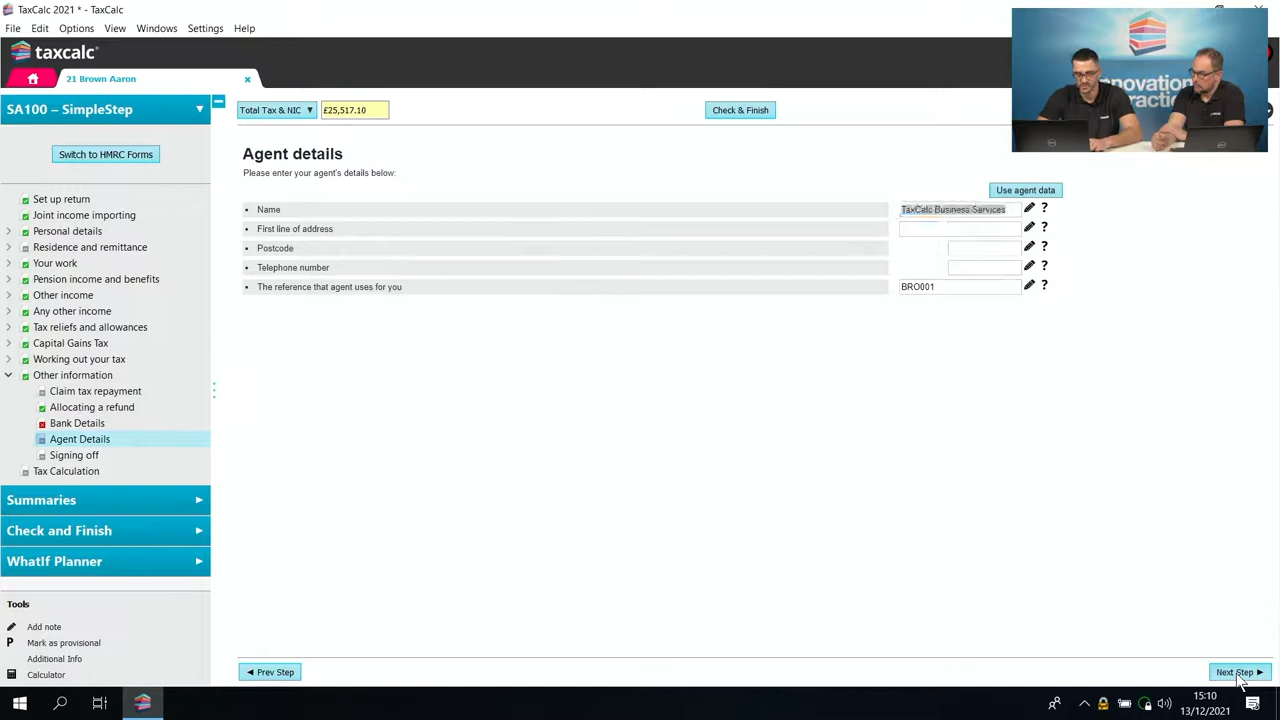 TaxCalc 2021 * - TaxCalc
File Edit Options View Windows Settings Help
taxcalc
21 Brown Aaron
SA100 – SimpleStep
Total Tax & NIC £25,517.10 Check & Finish
Switch to HMRC Forms
Agent details
Please enter your agent's details below:
Use agent data
Name TaxCalc Business Services ?
First line of address ?
Postcode ?
Telephone number ?
The reference that agent uses for you BRO001 ?
Set up return
Joint income importing
Personal details
Residence and remittance
Your work
Pension income and benefits
Other income
Any other income
Tax reliefs and allowances
Capital Gains Tax
Working out your tax
Other information
Claim tax repayment
Allocating a refund
Bank Details
Agent Details
Signing off
Tax Calculation
Summaries
Check and Finish
WhatIf Planner
Tools
Add note
P Mark as provisional
Additional Info
Calculator
Prev Step
Next Step
15:10
13/12/2021